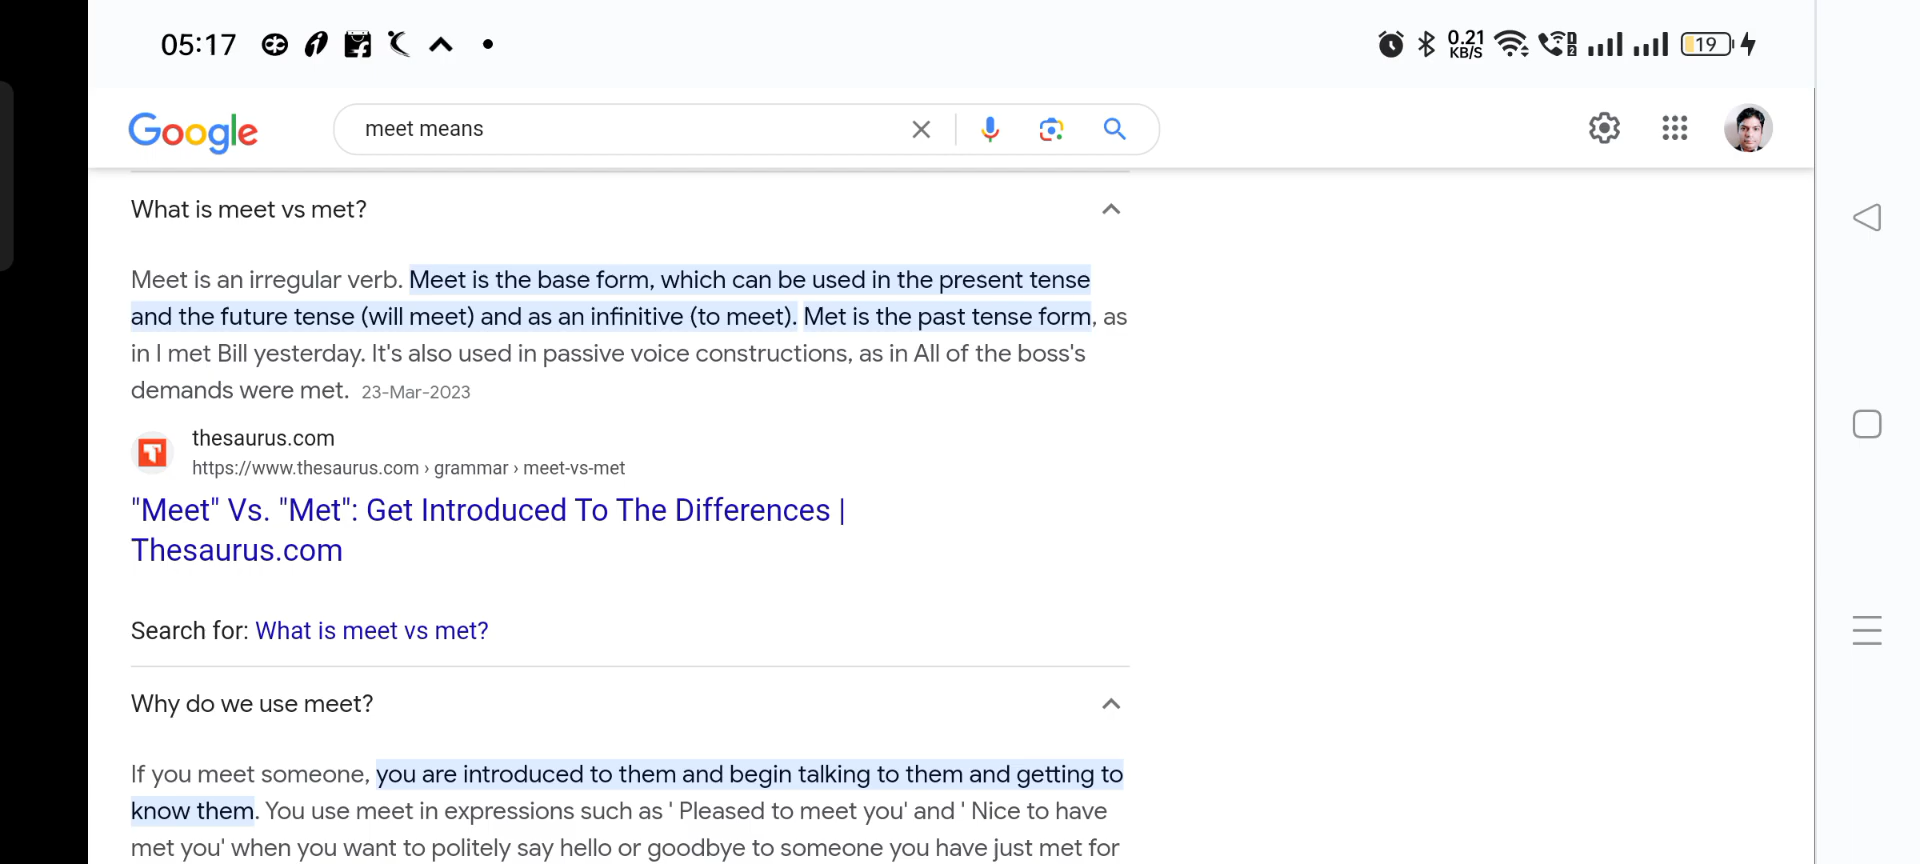 05:17
0.21
KB/S
19
Google
meet means
What is meet vs met?
Meet is an irregular verb. Meet is the base form, which can be used in the present tense
and the future tense (will meet) and as an infinitive (to meet). Met is the past tense form, as
in I met Bill yesterday. It's also used in passive voice constructions, as in All of the boss's
demands were met. 23-Mar-2023
thesaurus.com
https://www.thesaurus.com › grammar › meet-vs-met
"Meet" Vs. "Met": Get Introduced To The Differences |
Thesaurus.com
Search for: What is meet vs met?
Why do we use meet?
If you meet someone, you are introduced to them and begin talking to them and getting to
know them. You use meet in expressions such as ' Pleased to meet you' and ' Nice to have
met you' when you want to politely say hello or goodbye to someone you have just met for